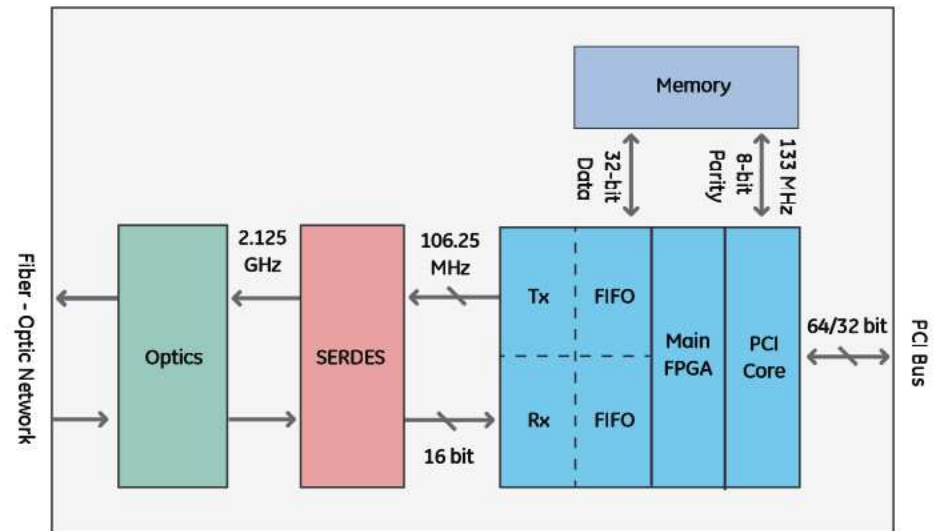 Memory
32-bit
Data
133 MHz
8-bit
Parity
Fiber - Optic Network
Optics
2.125
GHz
SERDES
106.25
MHz
16 bit
Tx
FIFO
Rx
FIFO
Main
FPGA
PCI
Core
64/32 bit
PCI Bus